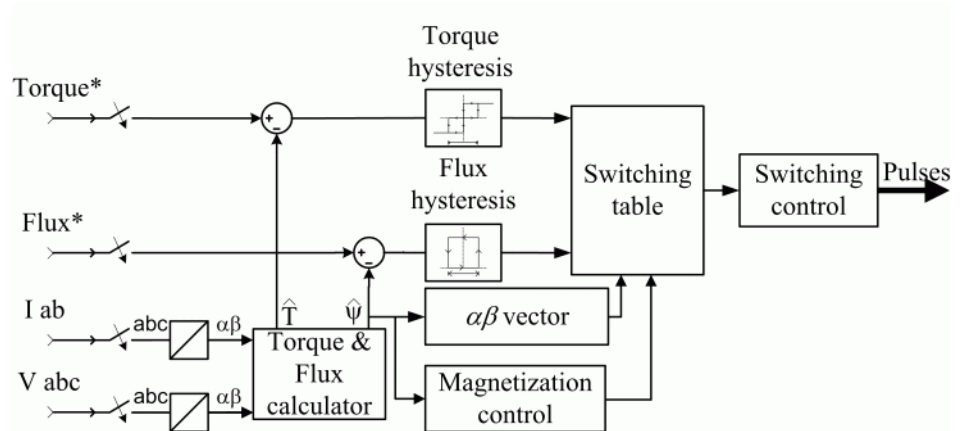 Torque
hysteresis
Torque*
+
-
Flux
hysteresis
Switching
table
Switching
control
Pulses
Flux*
+
-
I ab
abc
αβ
T̂
ψ̂
αβ vector
Torque &
Flux
calculator
V abc
abc
αβ
Magnetization
control